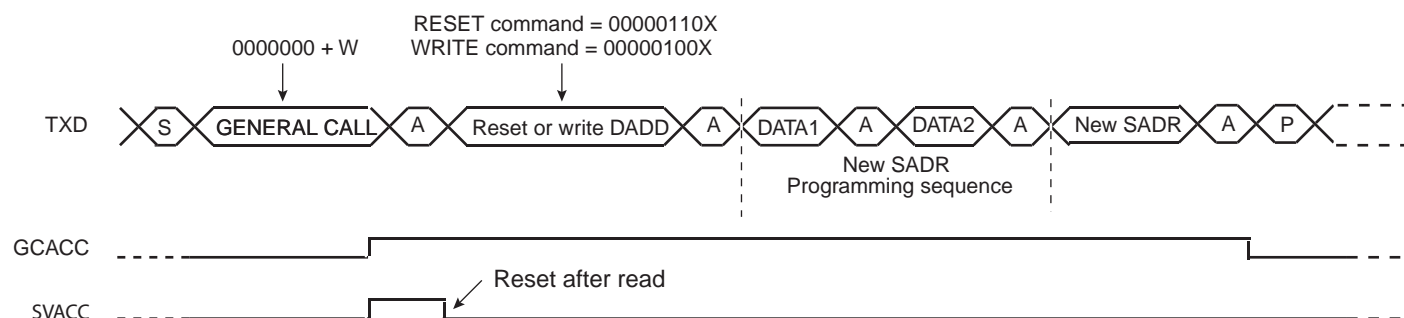 RESET command = 00000110X
0000000 + W
WRITE command = 00000100X
TXD
S
GENERAL CALL
A
Reset or write DADD
A
DATA1
A
DATA2
A
New SADR
A
P
New SADR
Programming sequence
GCACC
Reset after read
SVACC